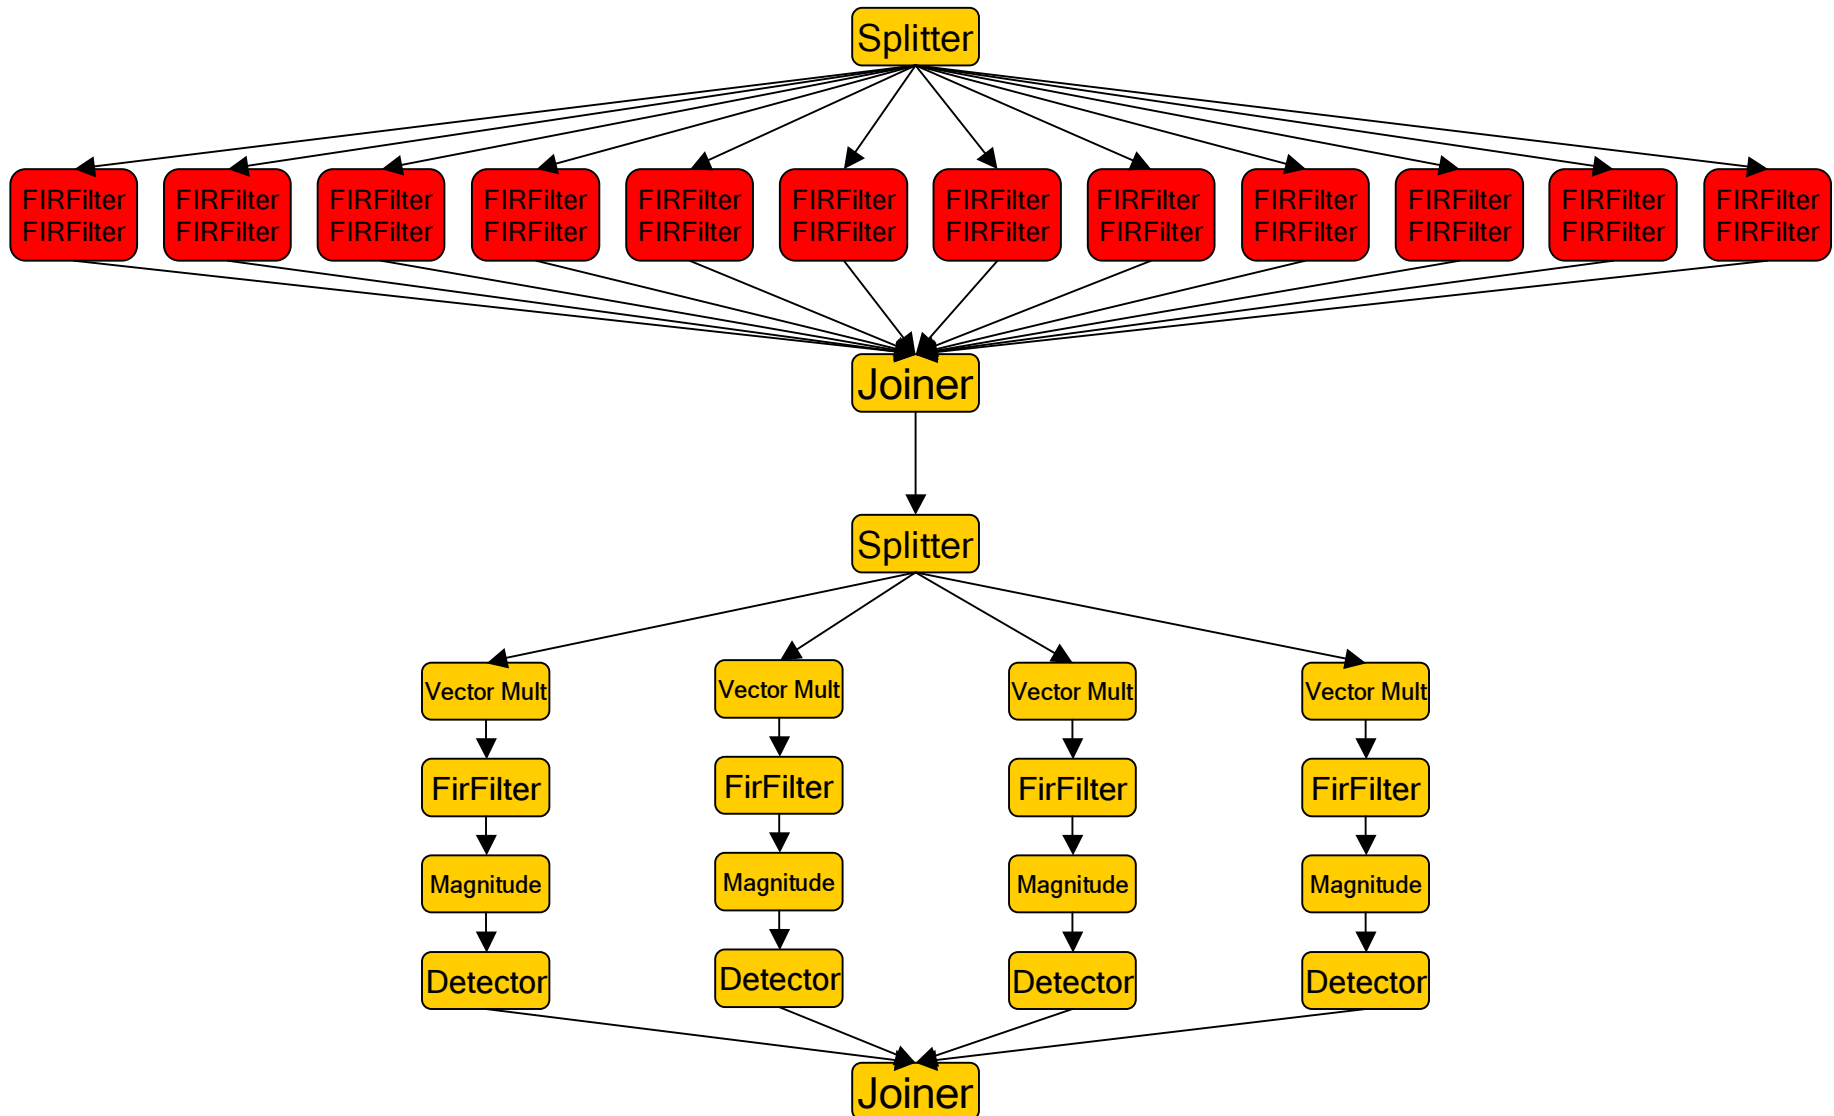 Splitter
FIRFilter FIRFilter FIRFilter FIRFilter FIRFilter FIRFilter FIRFilter FIRFilter FIRFilter FIRFilter FIRFilter FIRFilter
FIRFilter FIRFilter FIRFilter FIRFilter FIRFilter FIRFilter FIRFilter FIRFilter FIRFilter FIRFilter FIRFilter FIRFilter
Joiner
Splitter
Vector Mult Vector Mult Vector Mult Vector Mult
FirFilter FirFilter FirFilter FirFilter
Magnitude Magnitude Magnitude Magnitude
Detector Detector Detector Detector
Joiner